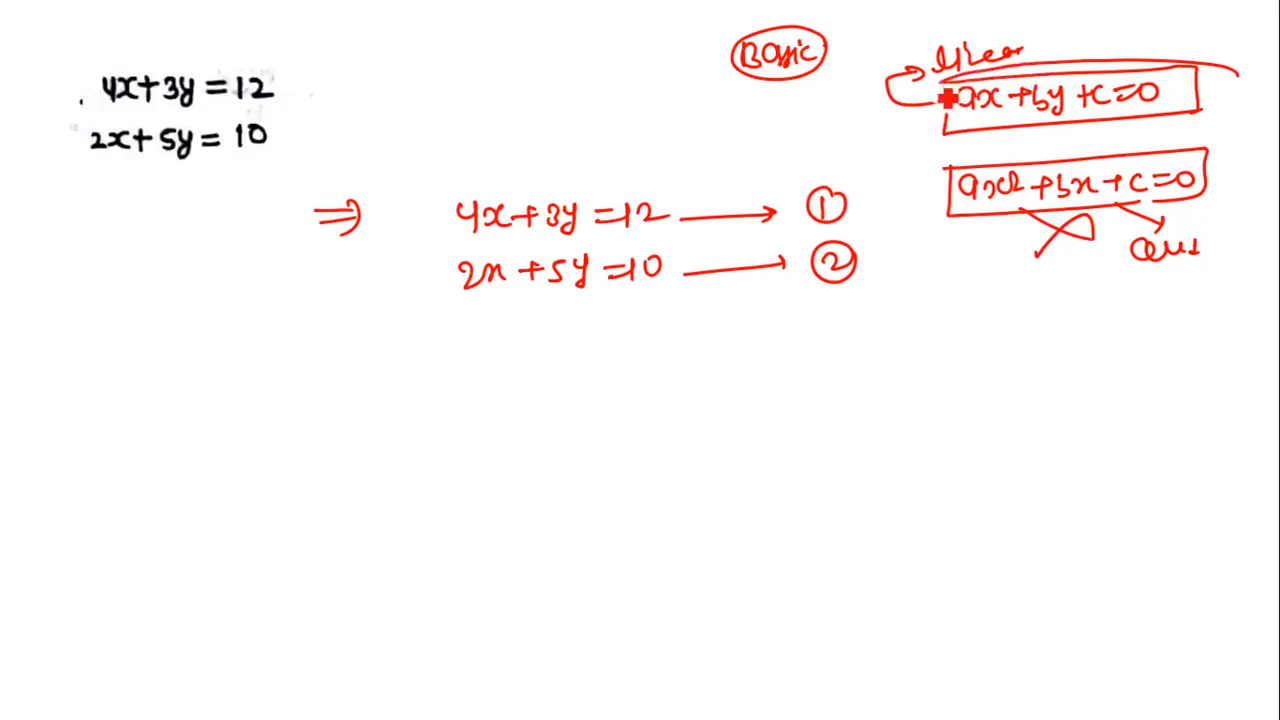 4x+3y=12
2x+5y=10
Basic
Linear
ax+by+c=0
ax²+bx+c=0
⇒ 4x+3y=12 → ①
2x+5y=10 → ②